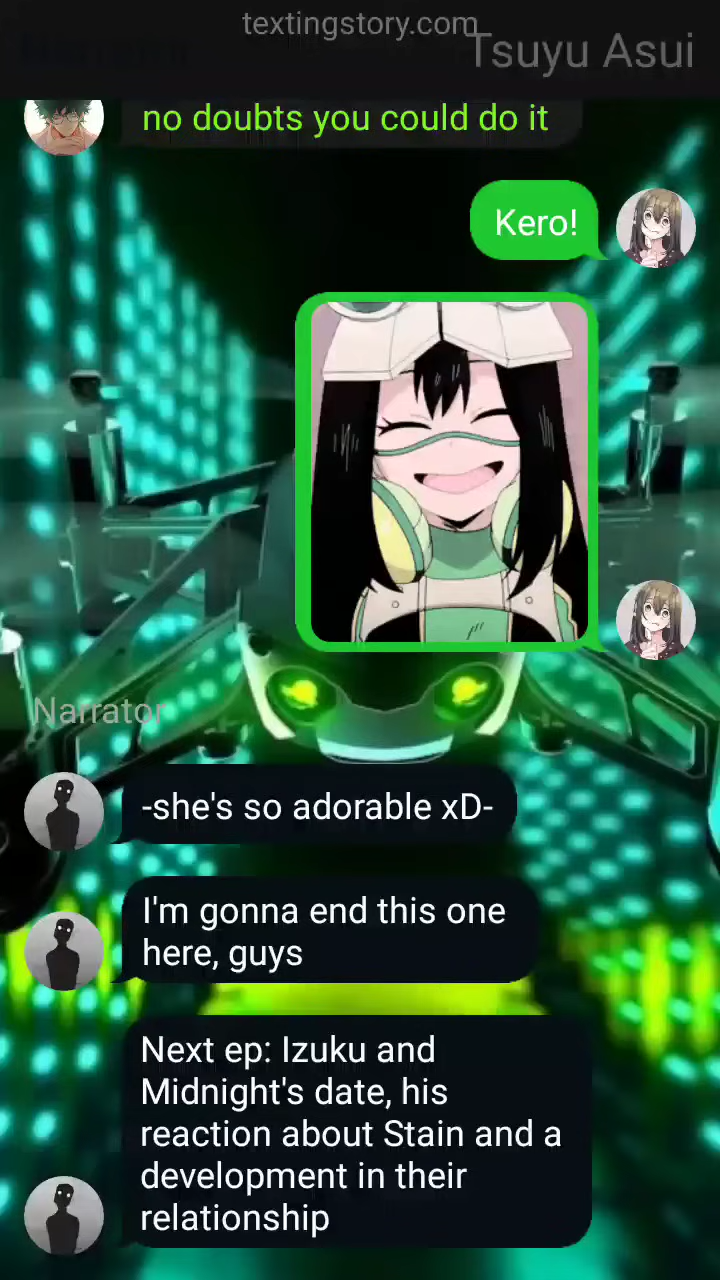 textingstory.com
Tsuyu Asui
no doubts you could do it
Kero!
Narrator
-she's so adorable xD-
I'm gonna end this one
here, guys
Next ep: Izuku and
Midnight's date, his
reaction about Stain and a
development in their
relationship